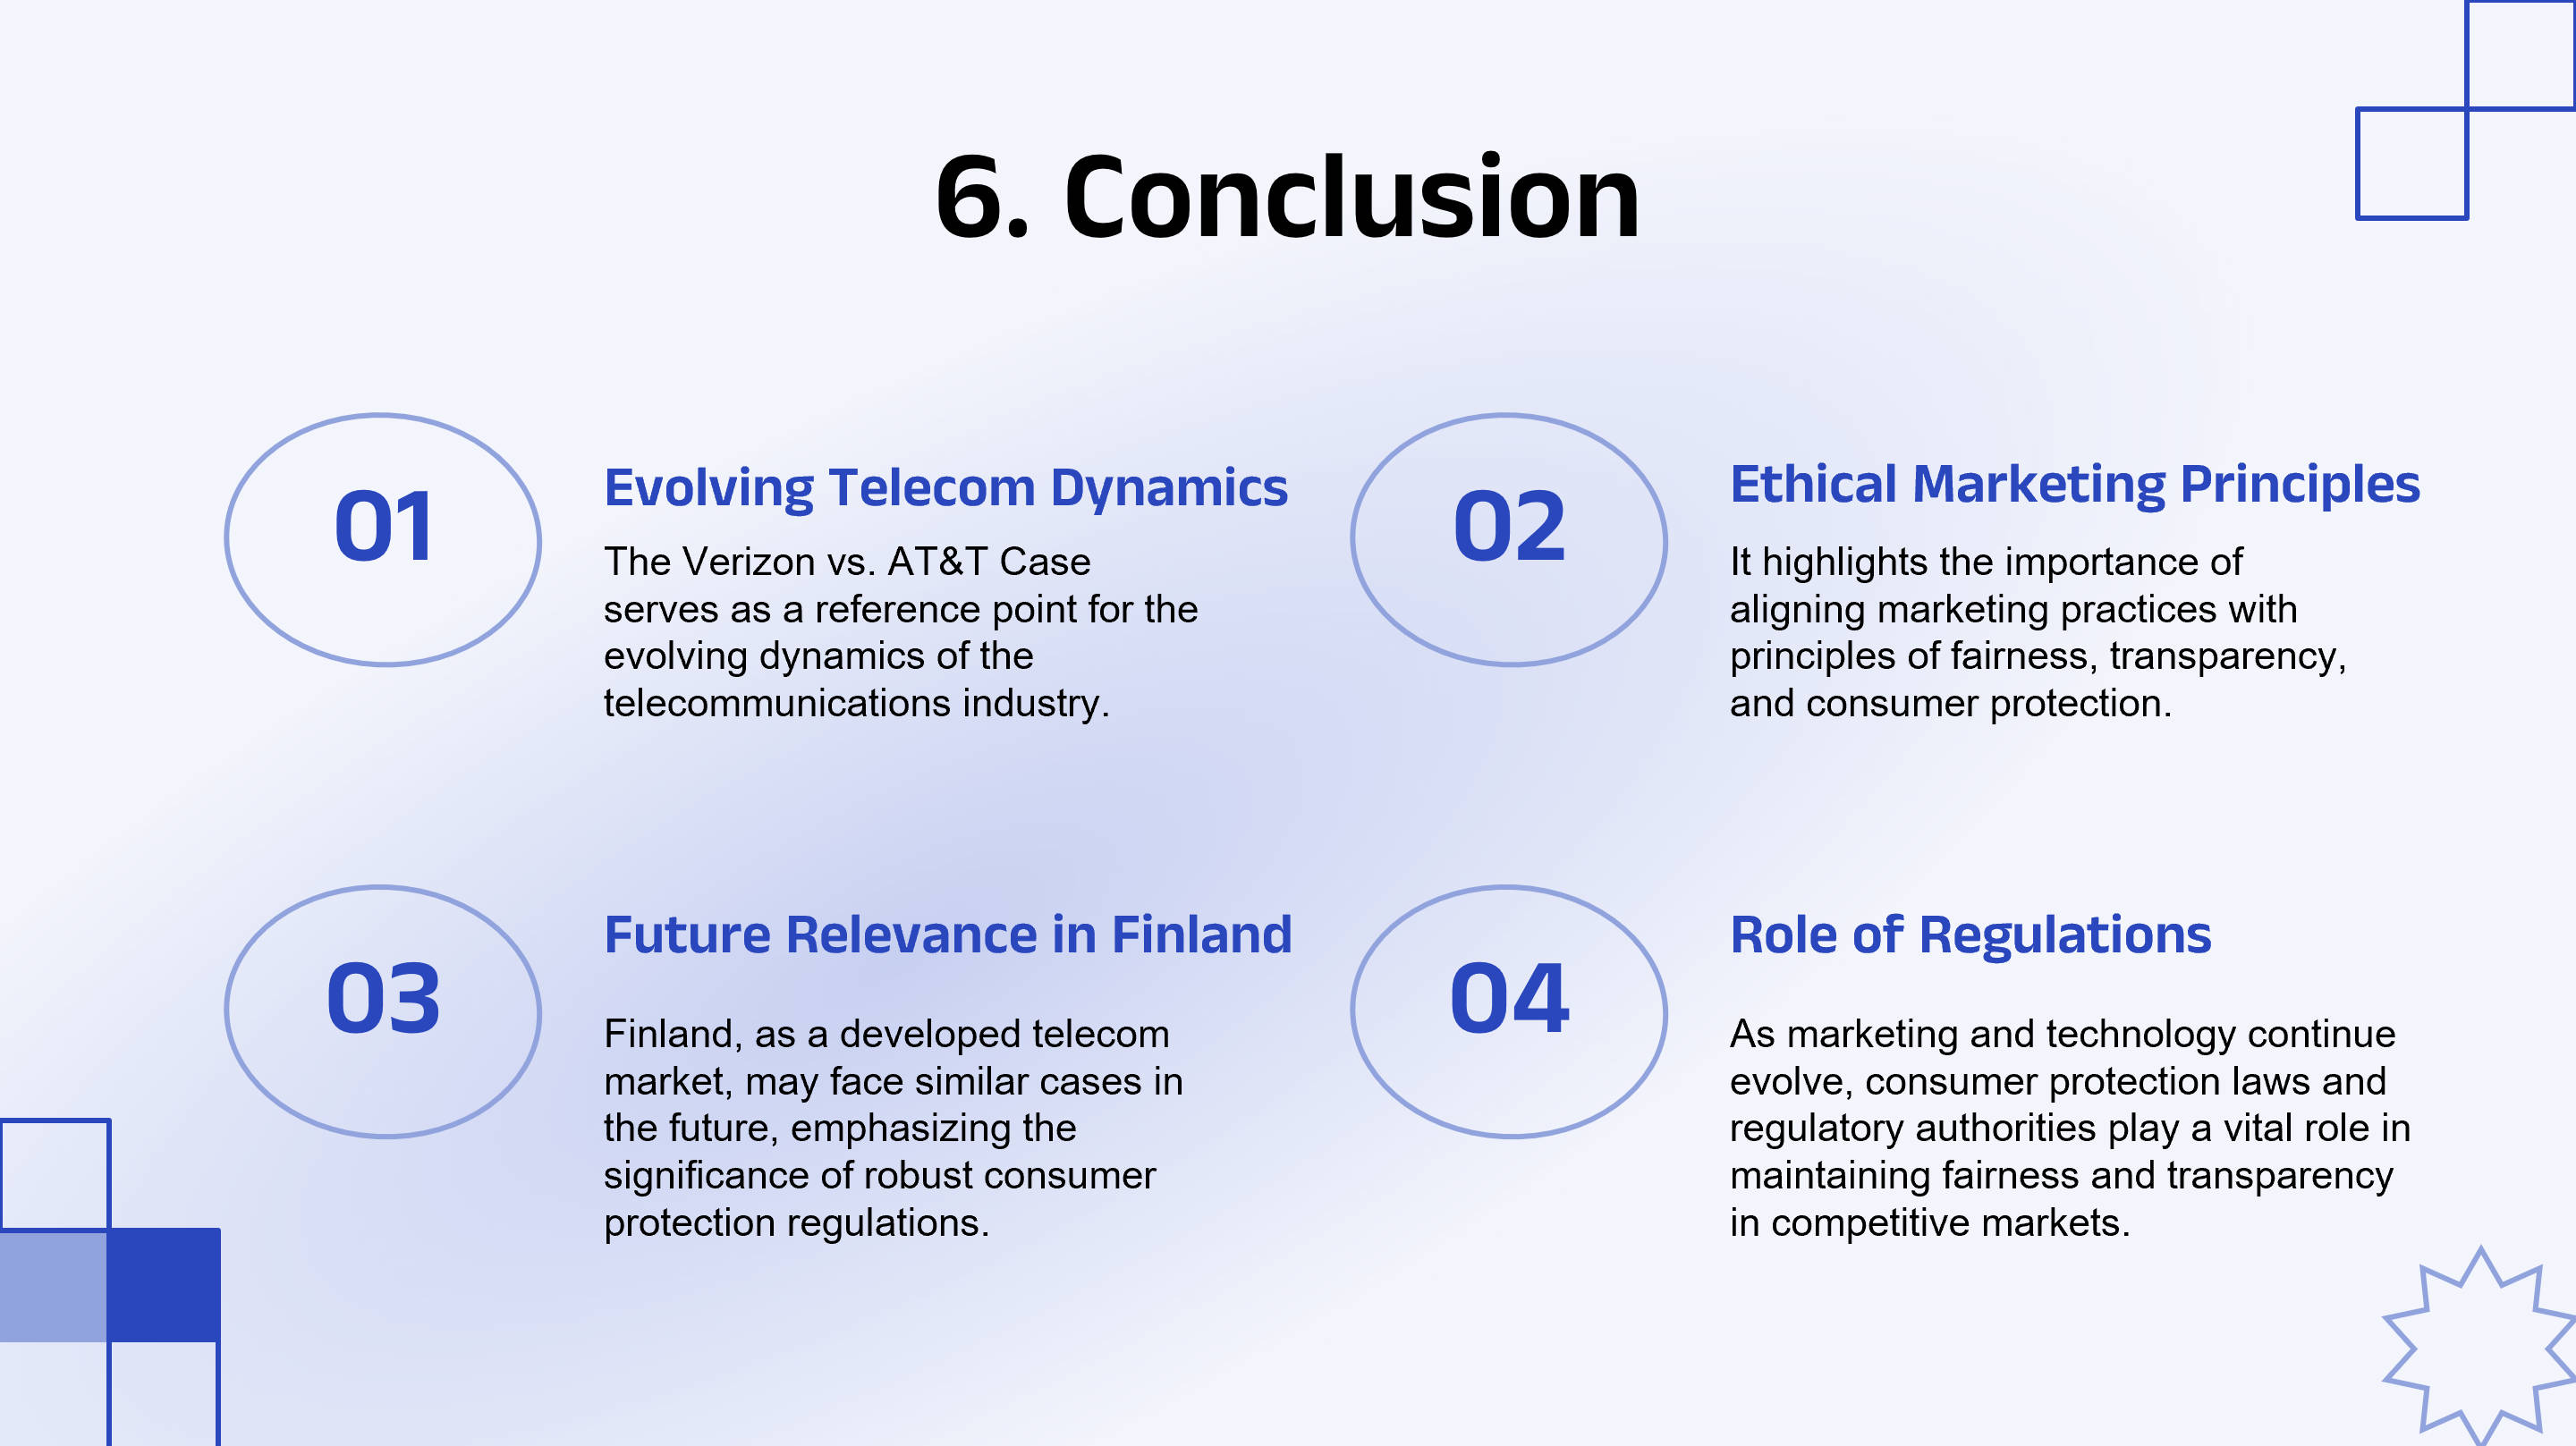 6. Conclusion
01
Evolving Telecom Dynamics
The Verizon vs. AT&T Case
serves as a reference point for the
evolving dynamics of the
telecommunications industry.
02
Ethical Marketing Principles
It highlights the importance of
aligning marketing practices with
principles of fairness, transparency,
and consumer protection.
03
Future Relevance in Finland
Finland, as a developed telecom
market, may face similar cases in
the future, emphasizing the
significance of robust consumer
protection regulations.
04
Role of Regulations
As marketing and technology continue
evolve, consumer protection laws and
regulatory authorities play a vital role in
maintaining fairness and transparency
in competitive markets.